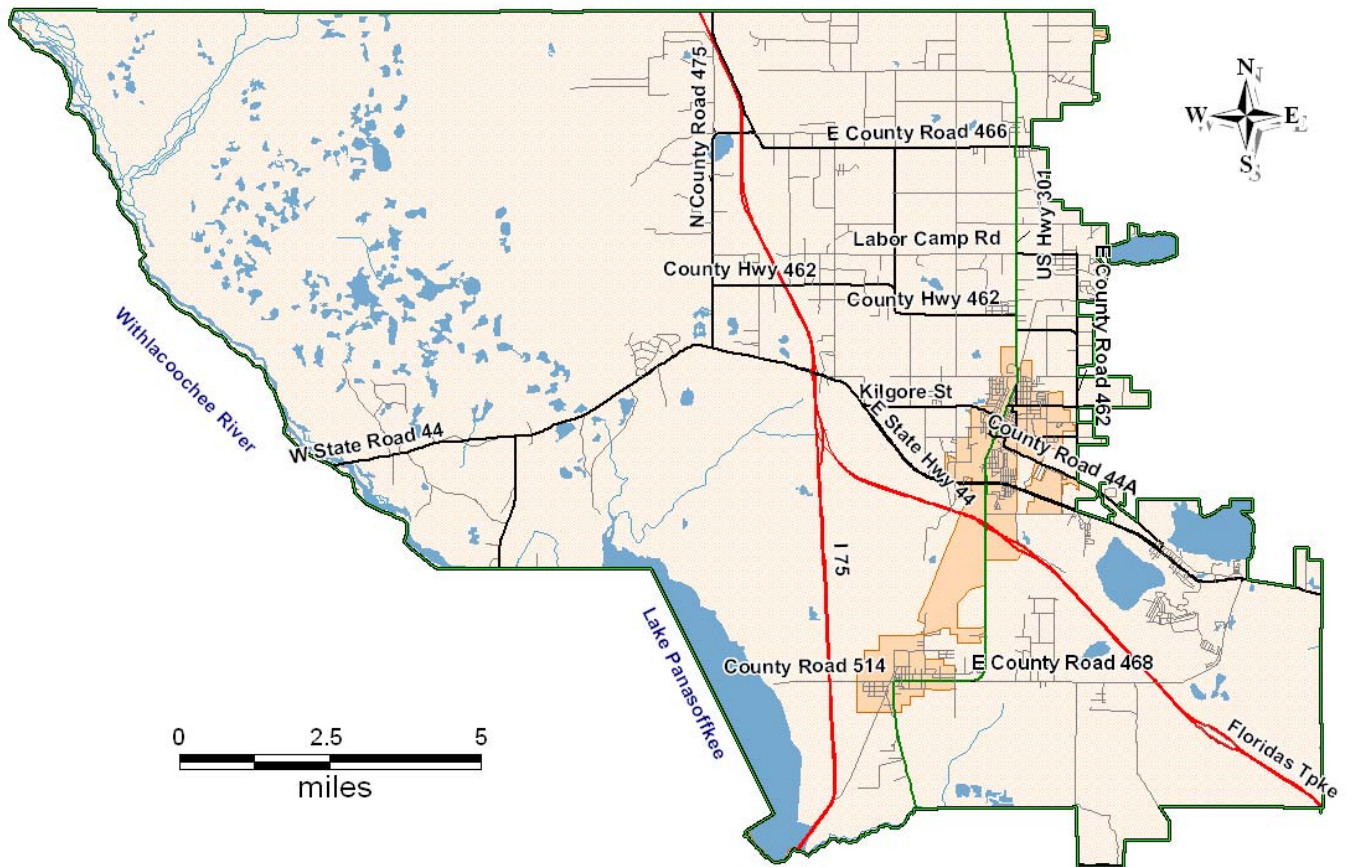 N
W E
S
N County Road 475
E County Road 466
US Hwy 301
Labor Camp Rd
County Hwy 462
County Hwy 462
E County Road 462
Withlacoochee River
Kilgore St
W State Road 44
E State Hwy 44
County Road 44A
I 75
Lake Panasoffkee
County Road 514
E County Road 468
Floridas Tpke
0 2.5 5
miles